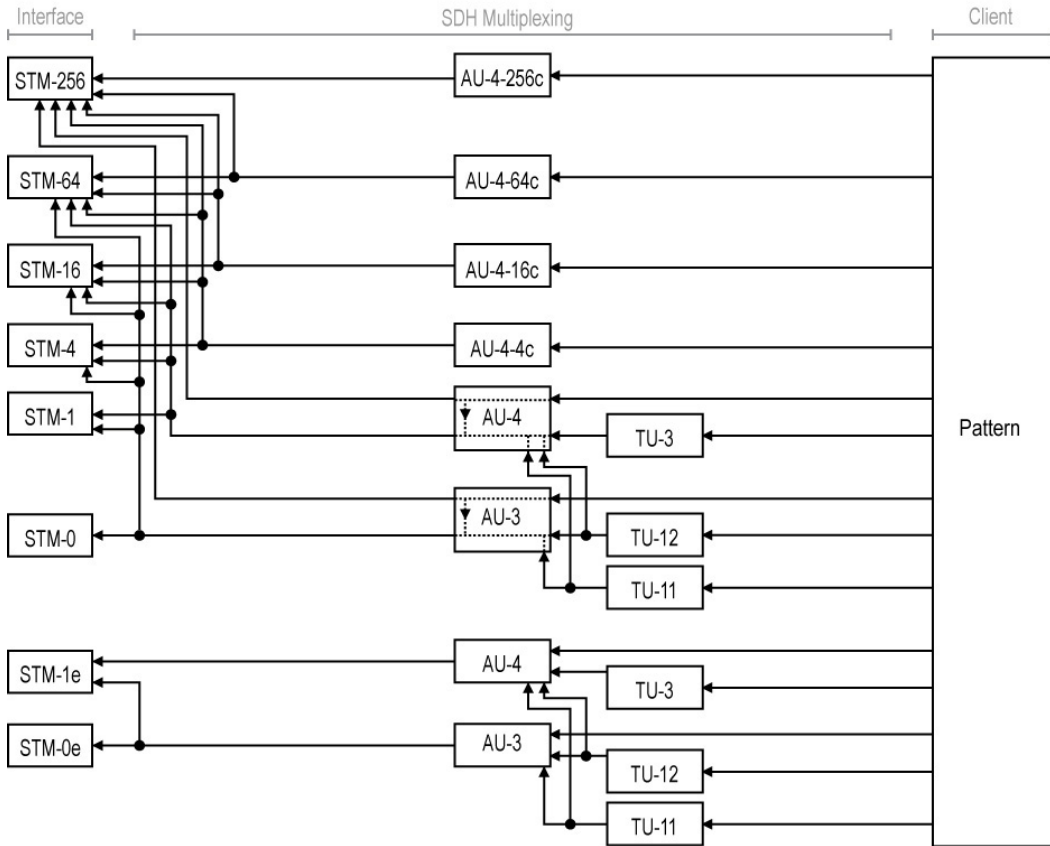 Interface SDH Multiplexing Client
STM-256 AU-4-256c
STM-64 AU-4-64c
STM-16 AU-4-16c
STM-4 AU-4-4c
STM-1 AU-4
TU-3
Pattern
AU-3
STM-0 TU-12
TU-11
STM-1e AU-4
TU-3
STM-0e AU-3
TU-12
TU-11